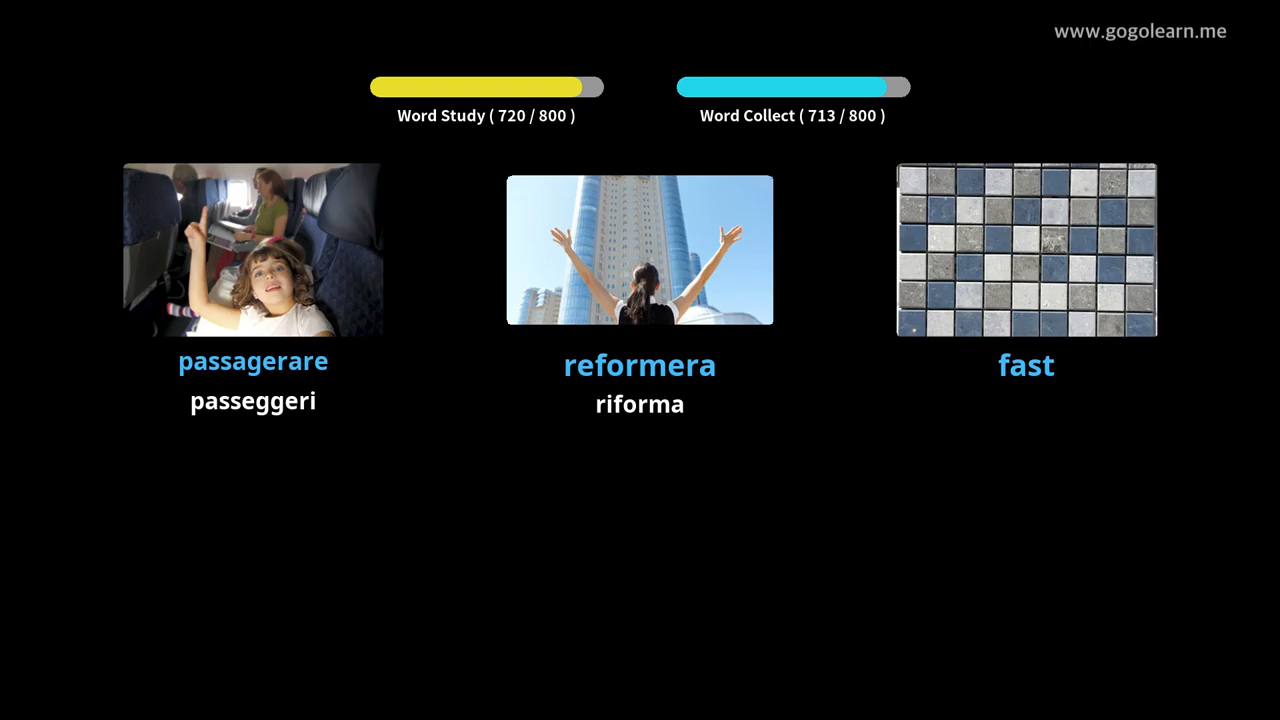 www.gogolearn.me
Word Study ( 720 / 800 )
Word Collect ( 713 / 800 )
passagerare
passeggeri
reformera
riforma
fast